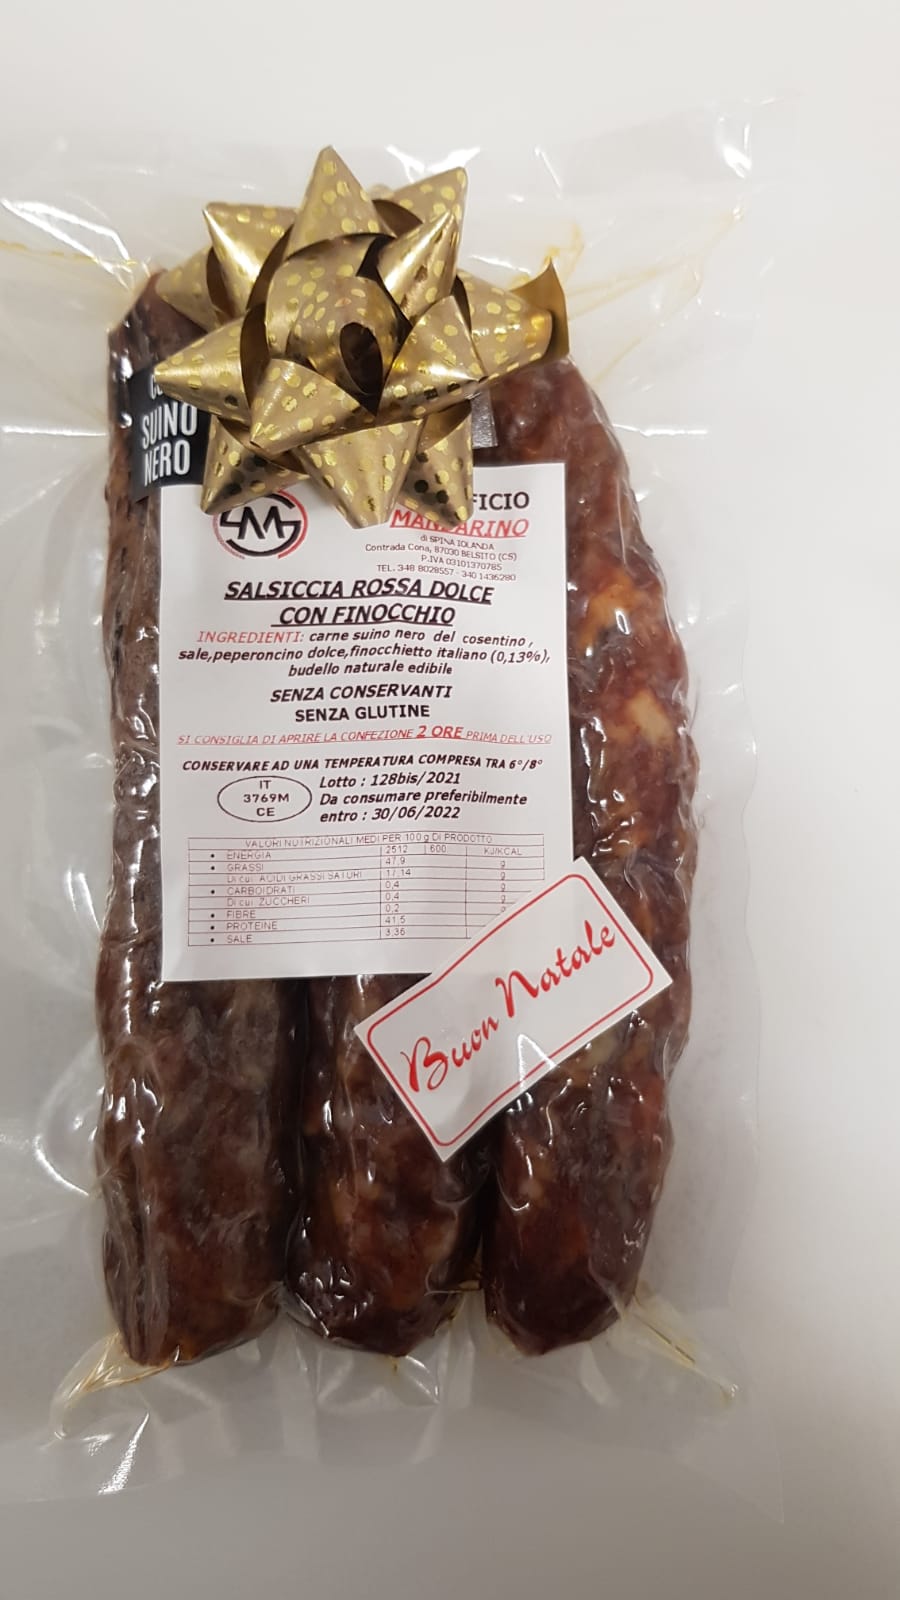 SUINO
NERO
SMS
FICIO
MANDARINO
di SPINA IOLANDA
Contrada Cona, 87030 BELSITO (CS)
P.IVA 03101370785
TEL. 348 8028557 - 340 1436280
SALSICCIA ROSSA DOLCE
CON FINOCCHIO
INGREDIENTI: carne suino nero del cosentino,
sale,peperoncino dolce,finocchietto italiano (0,13%),
budello naturale edibile
SENZA CONSERVANTI
SENZA GLUTINE
SI CONSIGLIA DI APRIRE LA CONFEZIONE 2 ORE PRIMA DELL'USO
CONSERVARE AD UNA TEMPERATURA COMPRESA TRA 6°/8°
IT
3769M
CE
Lotto : 128bis/2021
Da consumare preferibilmente
entro : 30/06/2022
VALORI NUTRIZIONALI MEDI PER 100 g DI PRODOTTO
• ENERGIA 2512 600 KJ/KCAL
• GRASSI 47,9 g
Di cui ACIDI GRASSI SATURI 17,14 g
• CARBOIDRATI 0,4 g
Di cui ZUCCHERI 0,4 g
• FIBRE 0,2 g
• PROTEINE 41,5
• SALE 3,36
Buon Natale